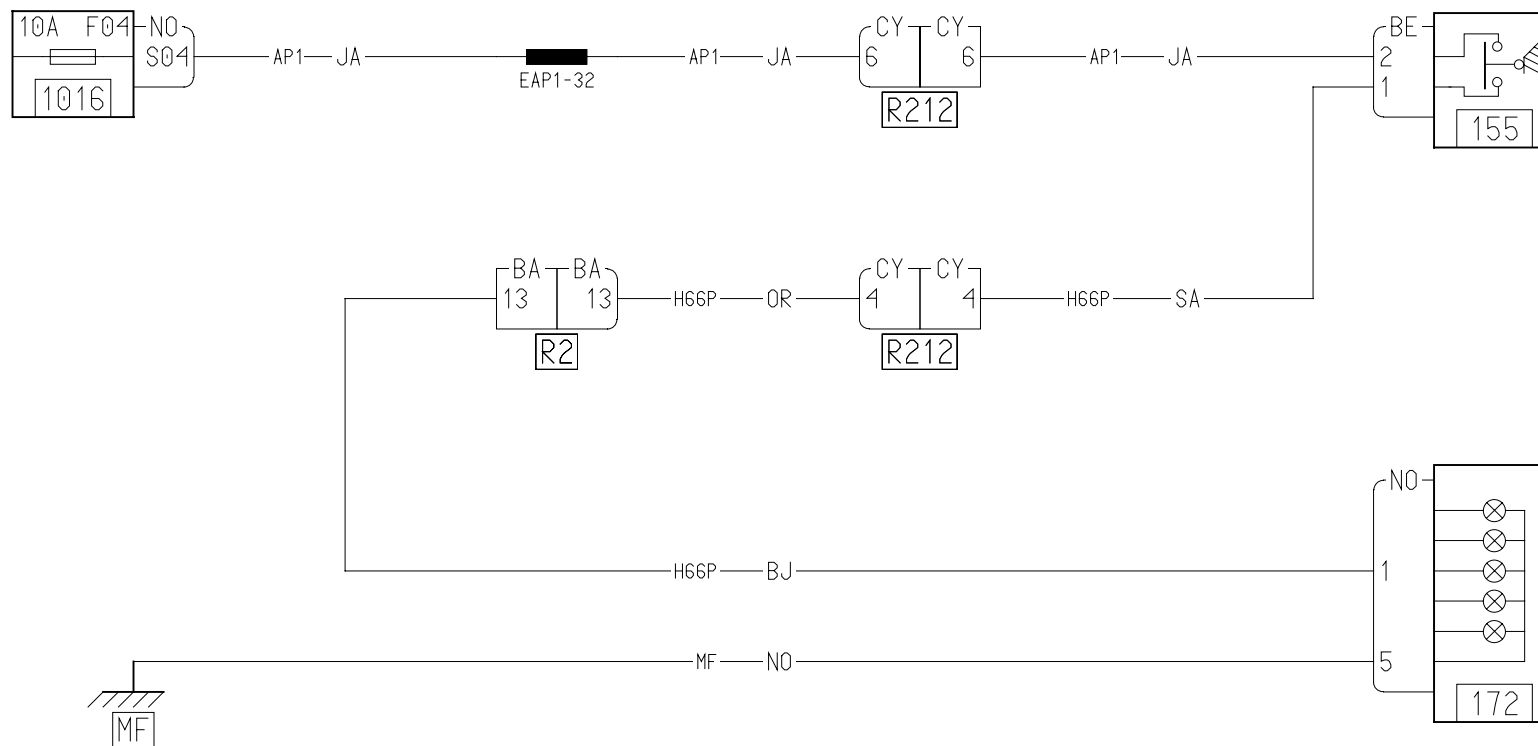 10A F04 NO
S04 AP1 JA AP1 JA CY CY AP1 JA BE
EAP1-32 6 6 2
1016 R212 1
155
BA BA CY CY
13 13 H66P OR 4 4 H66P SA
R2 R212
NO
H66P BJ 1
MF NO 5
MF 172